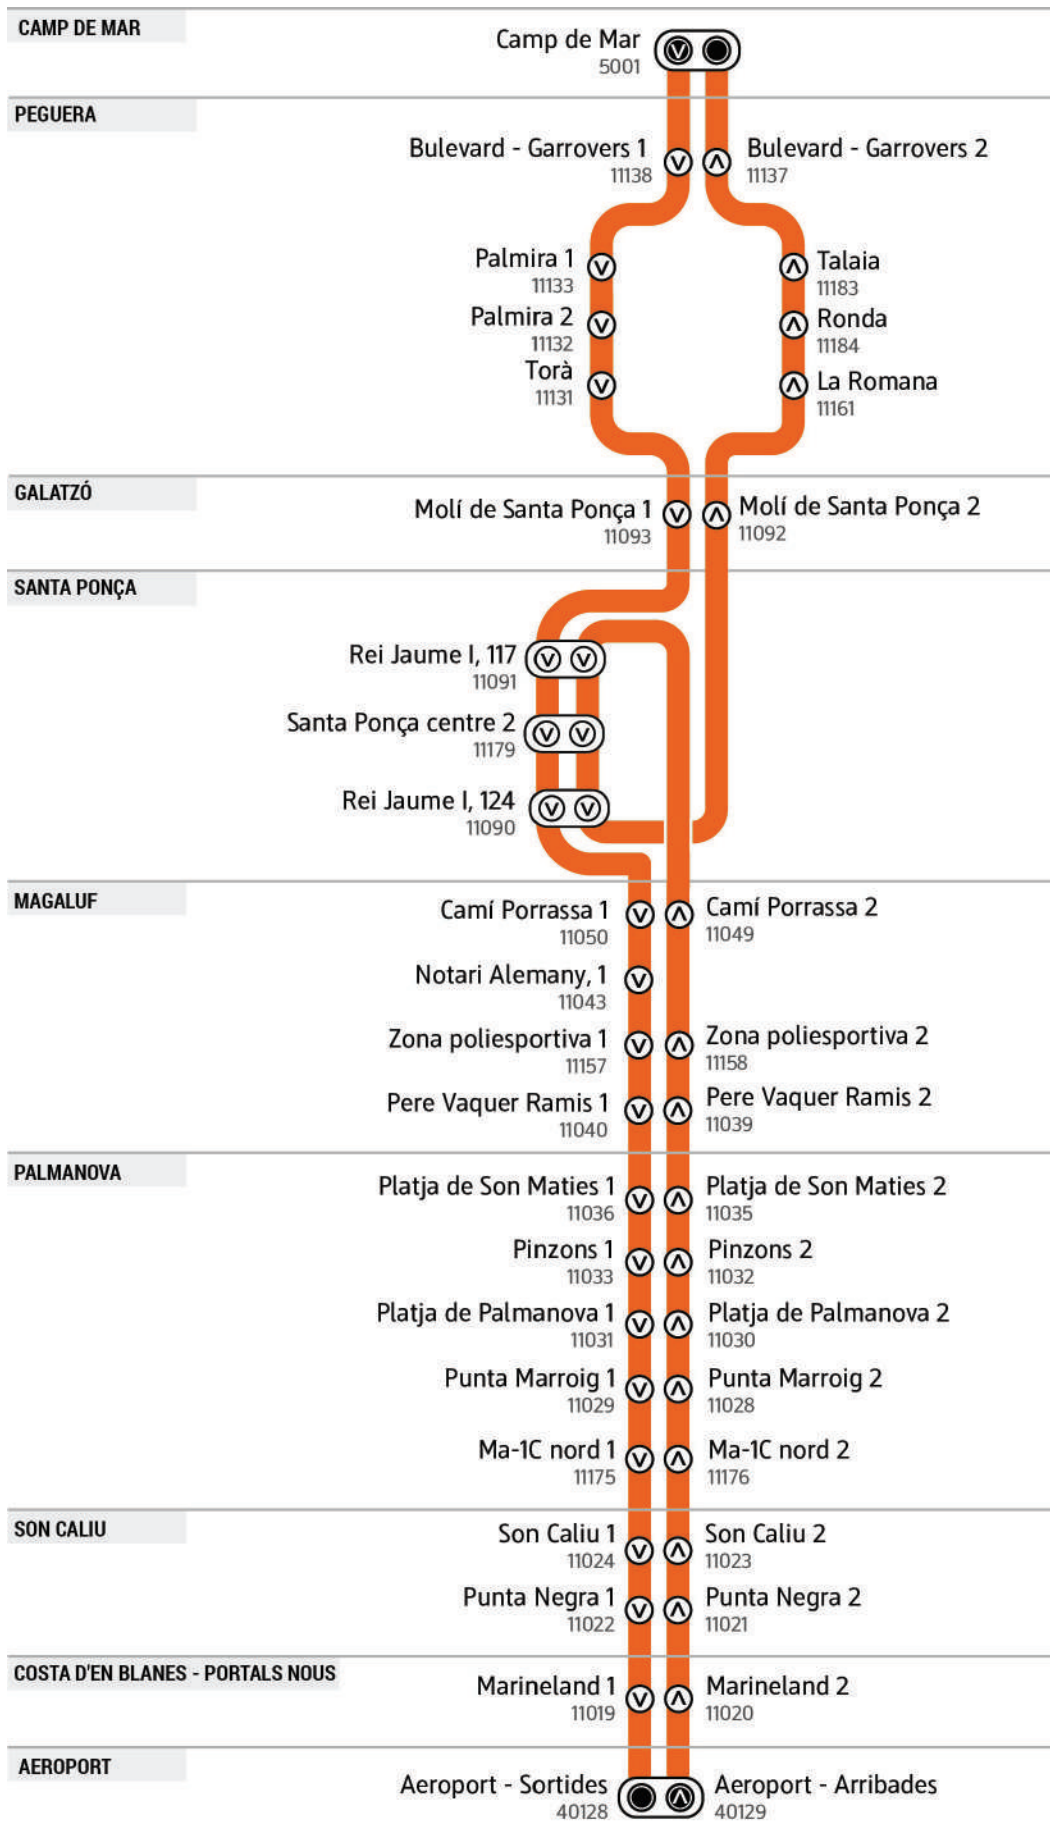 CAMP DE MAR
Camp de Mar
5001
PEGUERA
Bulevard - Garrovers 1
11138
Bulevard - Garrovers 2
11137
Palmira 1
11133
Talaia
11183
Palmira 2
11132
Ronda
11184
Torà
11131
La Romana
11161
GALATZÓ
Molí de Santa Ponça 1
11093
Molí de Santa Ponça 2
11092
SANTA PONÇA
Rei Jaume I, 117
11091
Santa Ponça centre 2
11179
Rei Jaume I, 124
11090
MAGALUF
Camí Porrassa 1
11050
Camí Porrassa 2
11049
Notari Alemany, 1
11043
Zona poliesportiva 1
11157
Zona poliesportiva 2
11158
Pere Vaquer Ramis 1
11040
Pere Vaquer Ramis 2
11039
PALMANOVA
Platja de Son Maties 1
11036
Platja de Son Maties 2
11035
Pinzons 1
11033
Pinzons 2
11032
Platja de Palmanova 1
11031
Platja de Palmanova 2
11030
Punta Marroig 1
11029
Punta Marroig 2
11028
Ma-1C nord 1
11175
Ma-1C nord 2
11176
SON CALIU
Son Caliu 1
11024
Son Caliu 2
11023
Punta Negra 1
11022
Punta Negra 2
11021
COSTA D'EN BLANES - PORTALS NOUS
Marineland 1
11019
Marineland 2
11020
AEROPORT
Aeroport - Sortides
40128
Aeroport - Arribades
40129